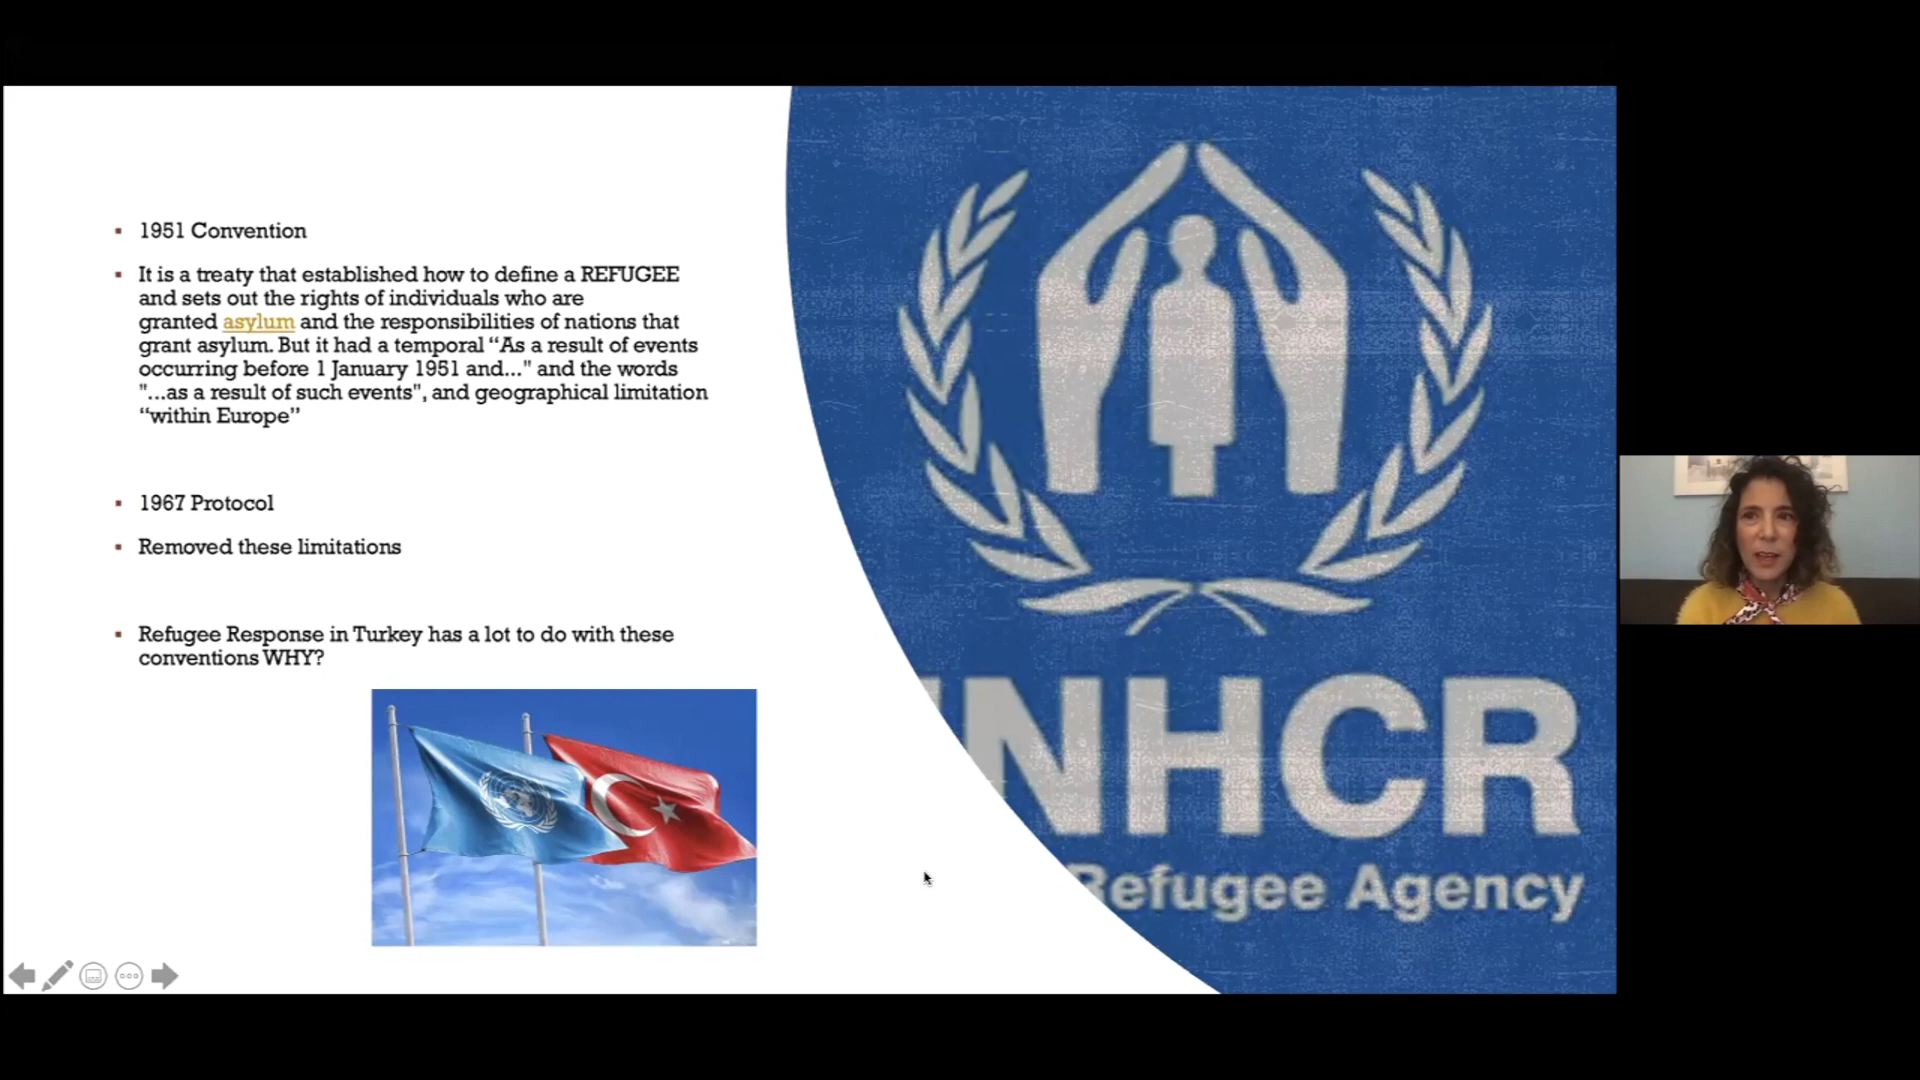 1951 Convention
It is a treaty that established how to define a REFUGEE
and sets out the rights of individuals who are
granted asylum and the responsibilities of nations that
grant asylum. But it had a temporal “As a result of events
occurring before 1 January 1951 and..." and the words
"...as a result of such events", and geographical limitation
“within Europe”
1967 Protocol
Removed these limitations
Refugee Response in Turkey has a lot to do with these
conventions WHY?
NHCR
Refugee Agency